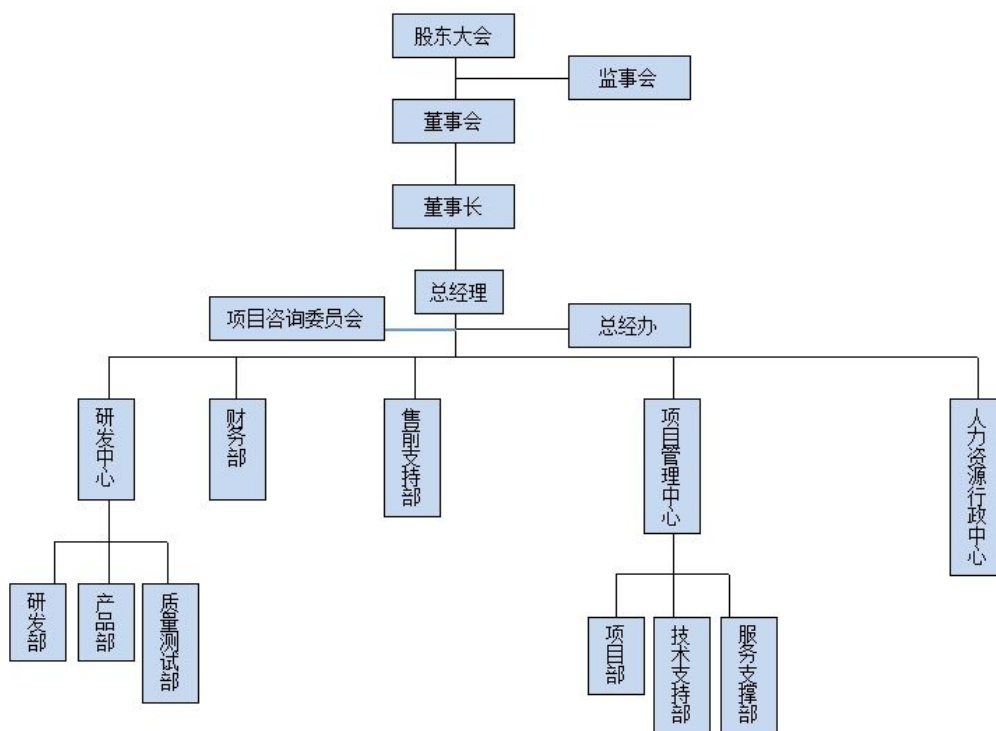 股东大会
监事会
董事会
董事长
总经理
项目咨询委员会
总经办
研发中心
财务部
售前支持部
项目管理中心
人力资源行政中心
研发部
产品部
质量测试部
项目部
技术支持部
服务支撑部